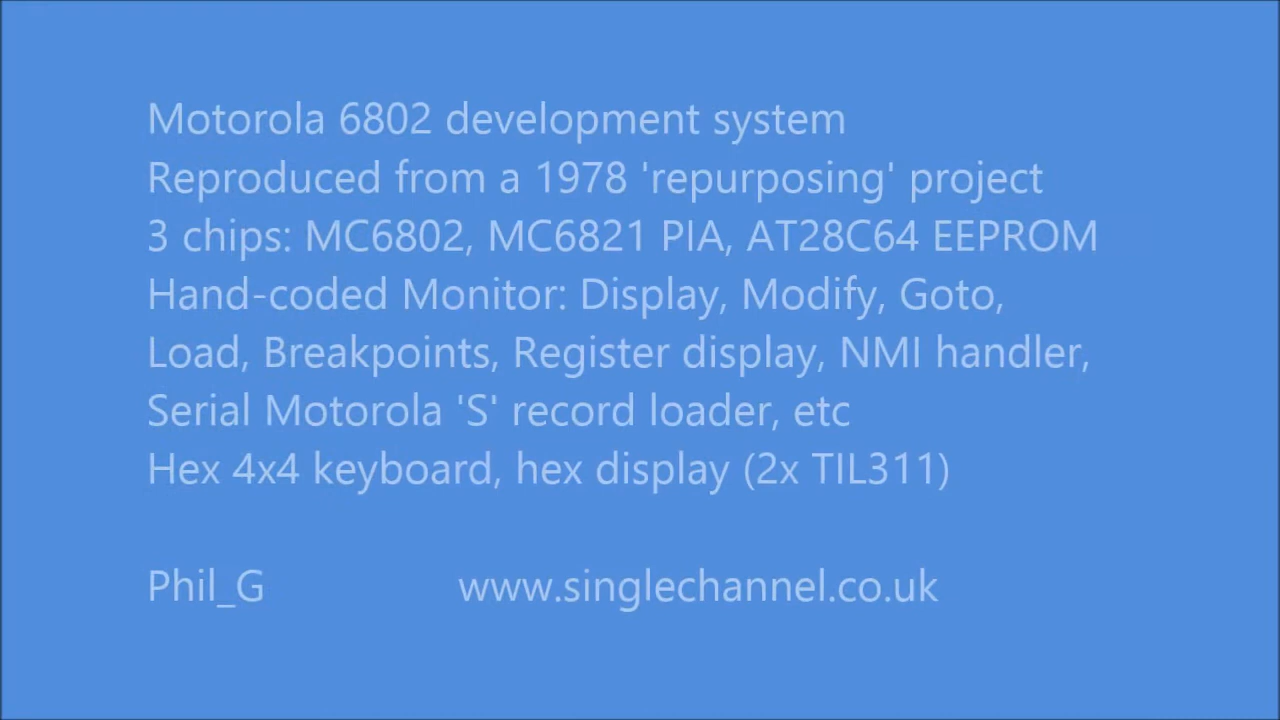 Motorola 6802 development system
Reproduced from a 1978 'repurposing' project
3 chips: MC6802, MC6821 PIA, AT28C64 EEPROM
Hand-coded Monitor: Display, Modify, Goto,
Load, Breakpoints, Register display, NMI handler,
Serial Motorola 'S' record loader, etc
Hex 4x4 keyboard, hex display (2x TIL311)
Phil_G www.singlechannel.co.uk